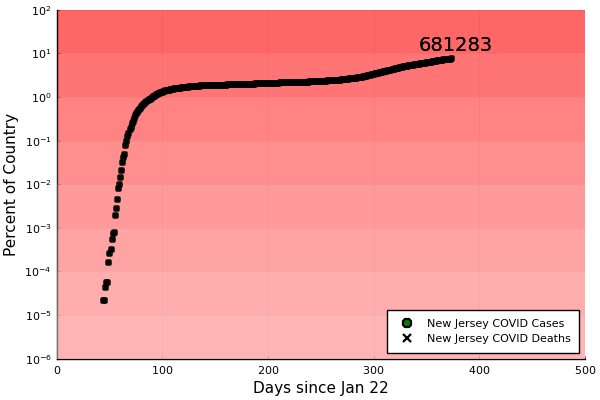 10²
10¹
10⁰
10⁻¹
10⁻²
10⁻³
10⁻⁴
10⁻⁵
10⁻⁶
Percent of Country
681283
New Jersey COVID Cases
New Jersey COVID Deaths
0 100 200 300 400 500
Days since Jan 22